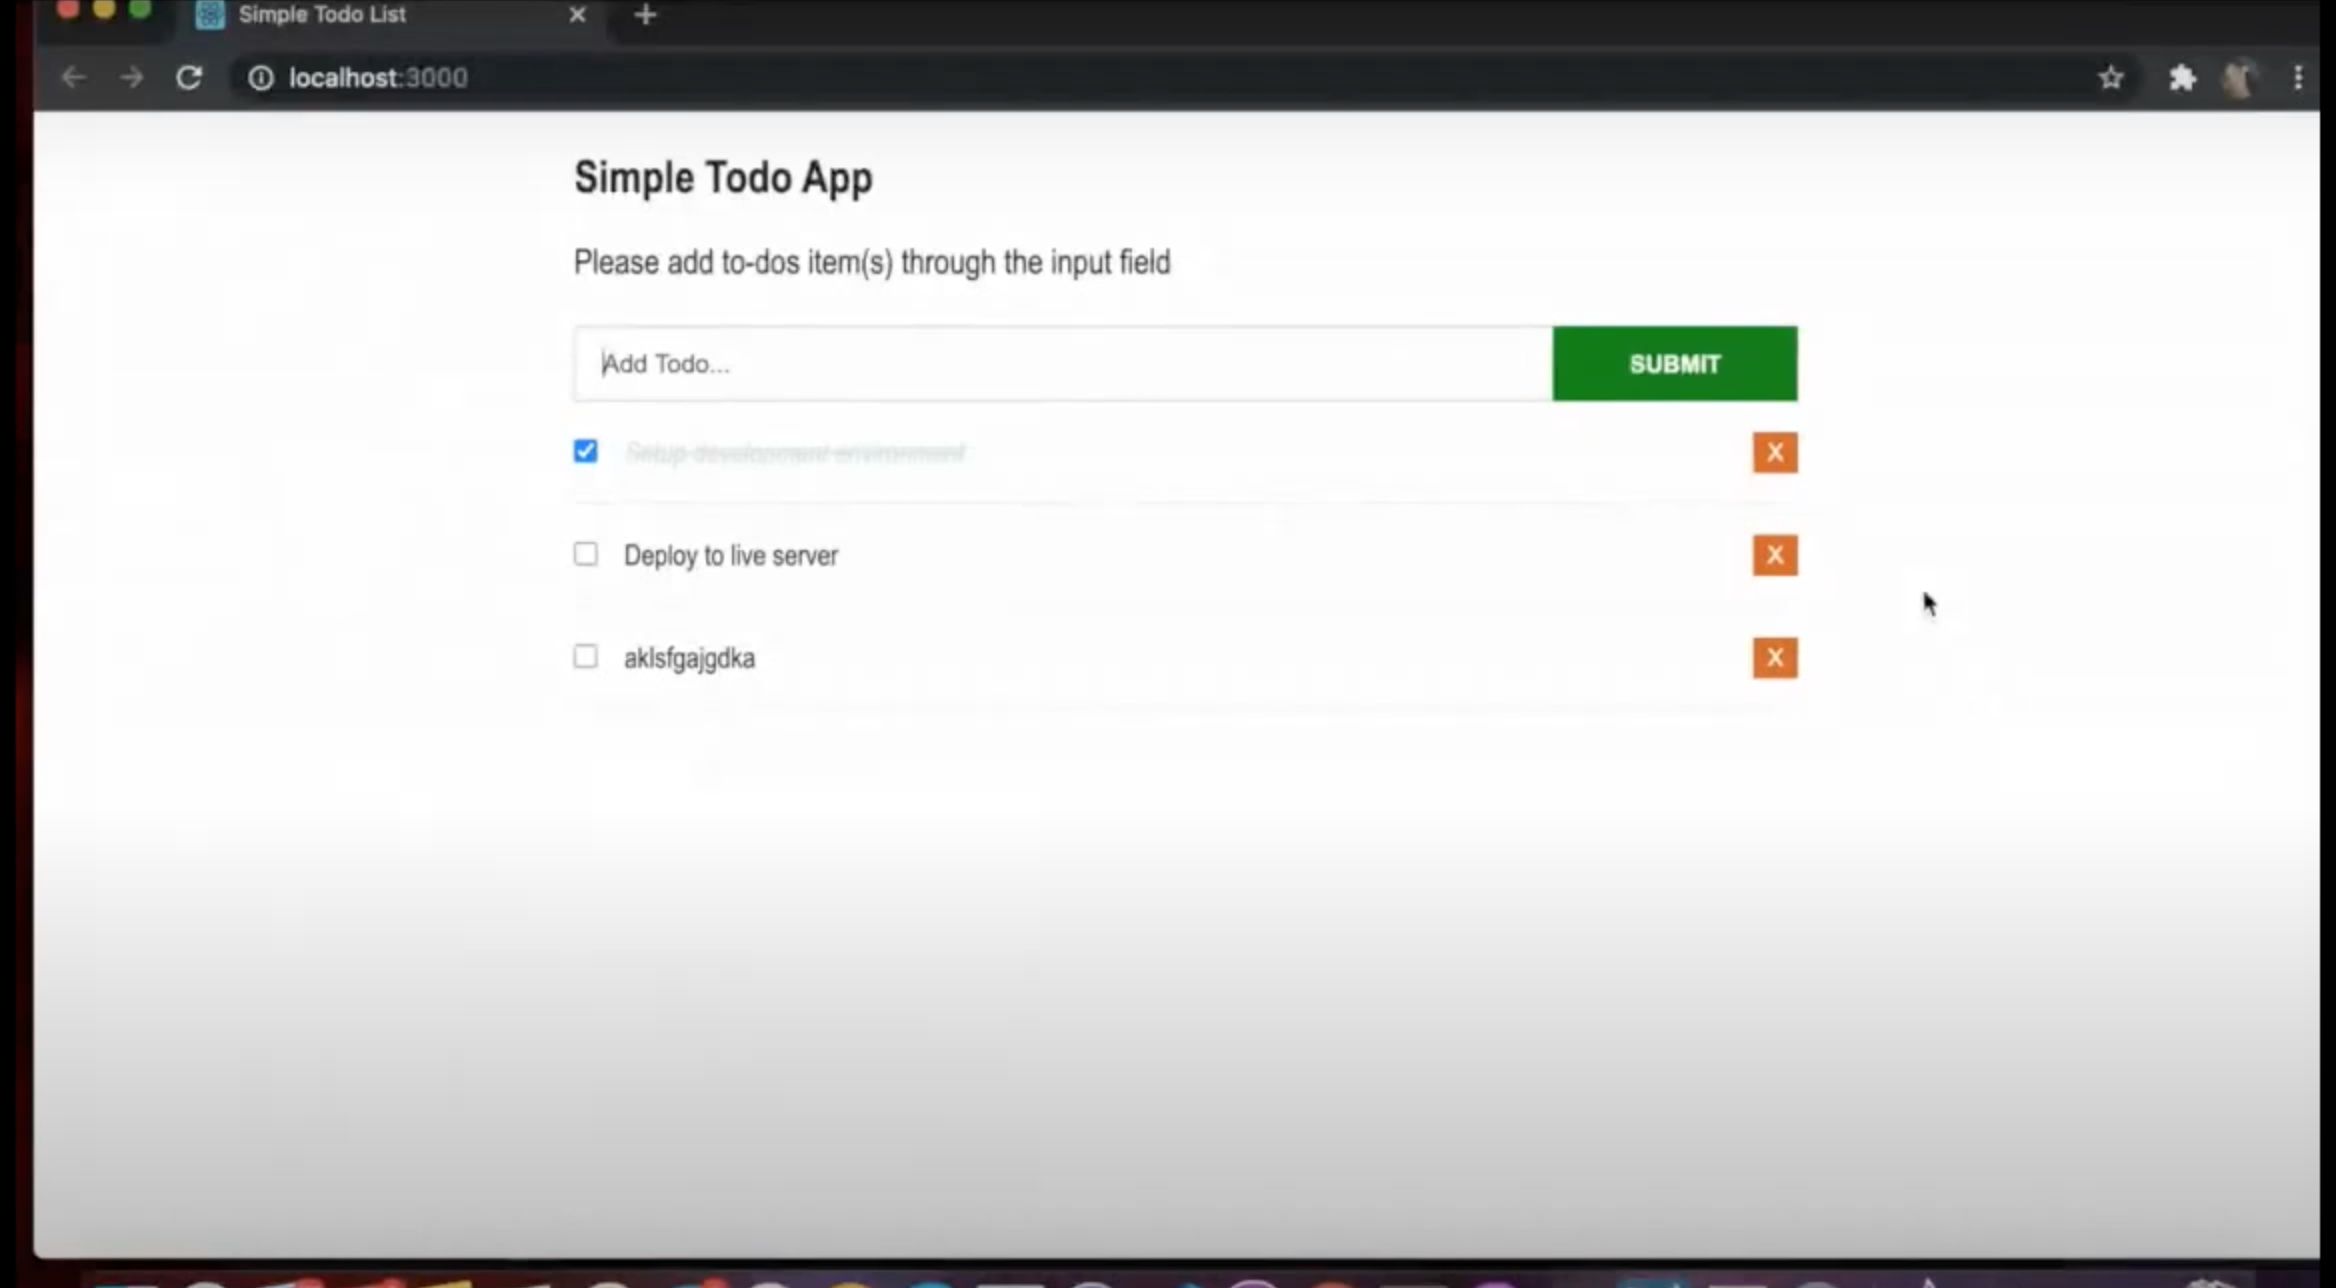 Simple Todo List
localhost:3000
Simple Todo App
Please add to-dos item(s) through the input field
Add Todo...
SUBMIT
Setup development environment
X
Deploy to live server
X
aklsfgajgdka
X